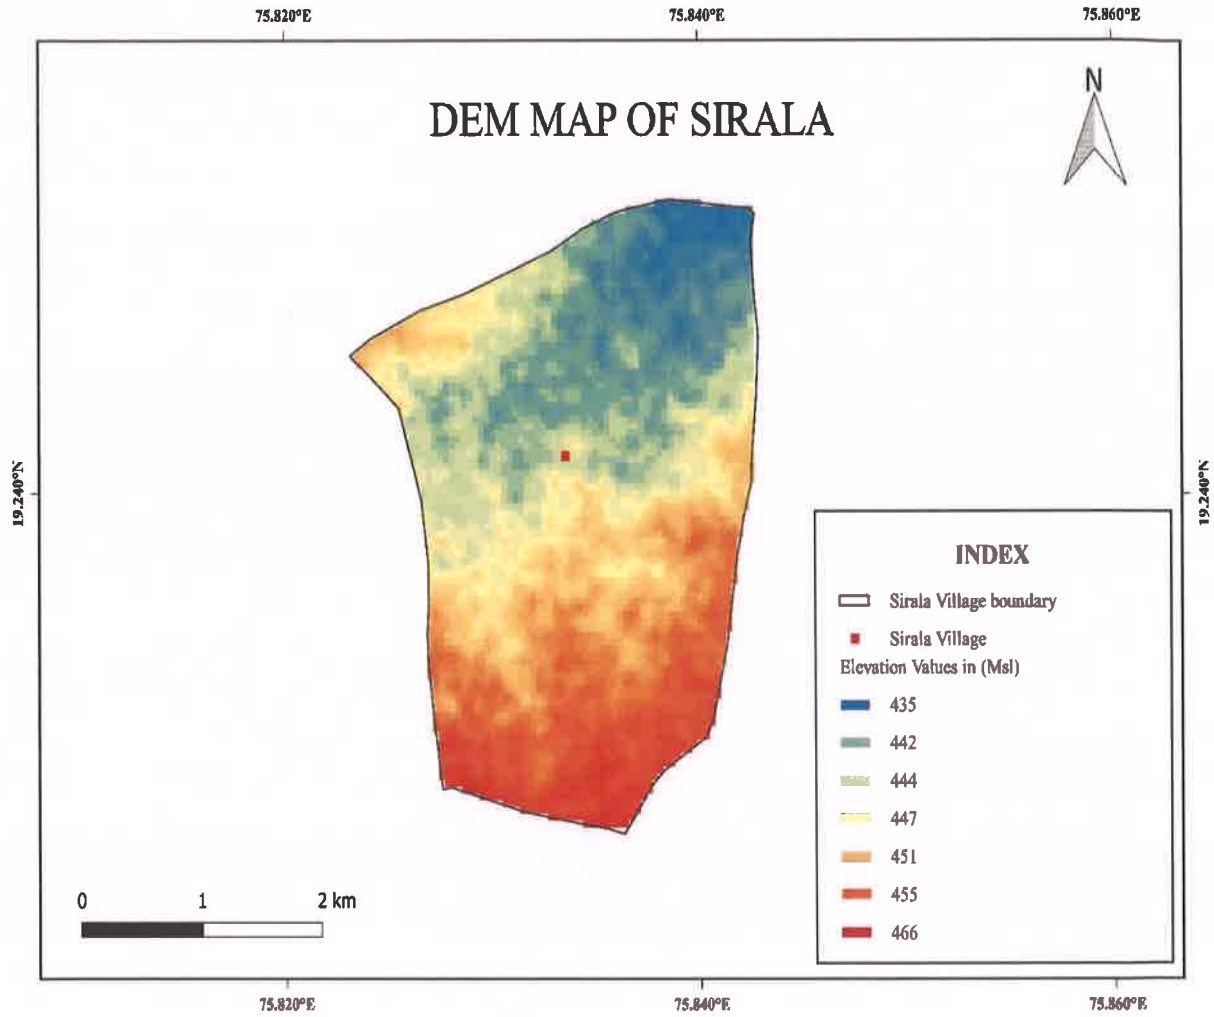 75.820°E 75.840°E 75.860°E
N
DEM MAP OF SIRALA
19.240°N 19.240°N
INDEX
Sirala Village boundary
Sirala Village
Elevation Values in (Msl)
435
442
444
447
451
455
466
0 1 2 km
75.820°E 75.840°E 75.860°E